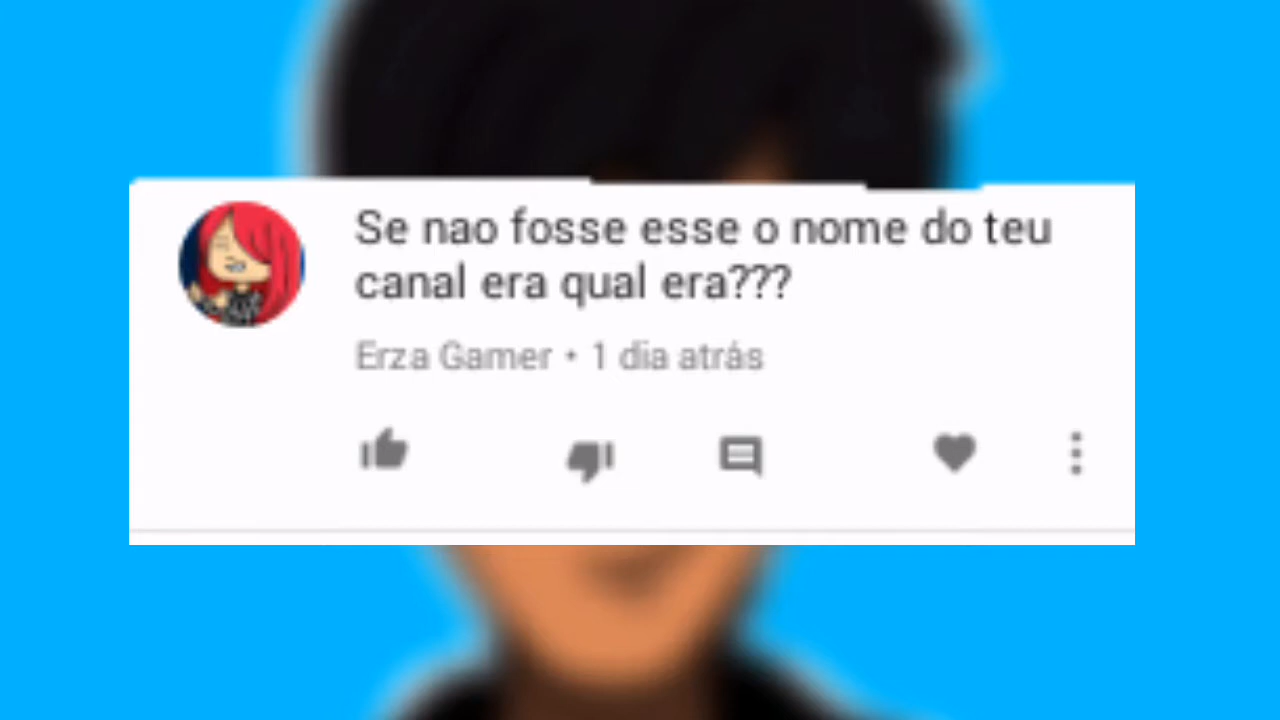 Se nao fosse esse o nome do teu
canal era qual era???
Erza Gamer • 1 dia atrás